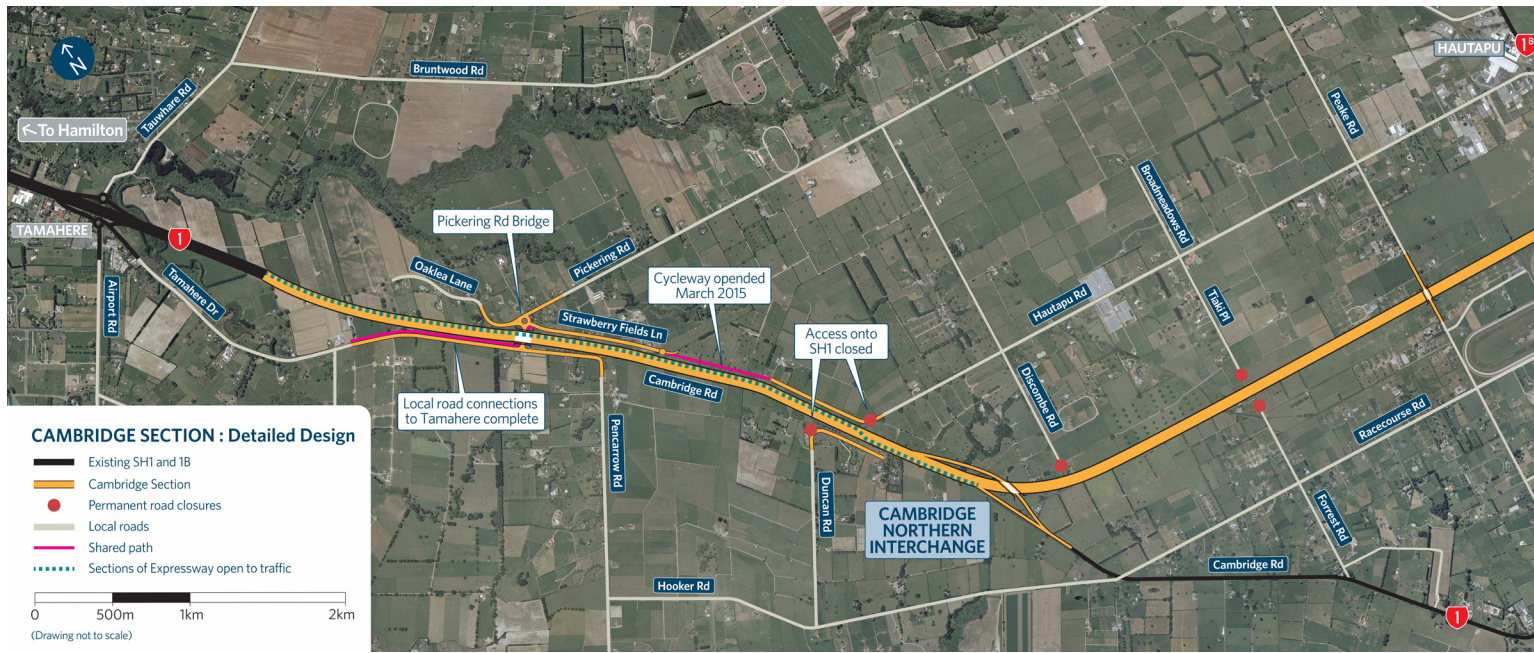 N
To Hamilton
Tauwhare Rd
Bruntwood Rd
HAUTAPU
1B
Peake Rd
Broadmeadows Rd
TAMAHERE
1
Airport Rd
Tamahere Dr
Pickering Rd Bridge
Oaklea Lane
Pickering Rd
Cycleway opended
March 2015
Strawberry Fields Ln
Access onto
SH1 closed
Hautapu Rd
Tiaki Pl
Cambridge Rd
Discombe Rd
Local road connections
to Tamahere complete
Pencarrow Rd
Racecourse Rd
Duncan Rd
CAMBRIDGE
NORTHERN
INTERCHANGE
Forrest Rd
Cambridge Rd
Hooker Rd
1
CAMBRIDGE SECTION : Detailed Design
Existing SH1 and 1B
Cambridge Section
Permanent road closures
Local roads
Shared path
Sections of Expressway open to traffic
0 500m 1km 2km
(Drawing not to scale)